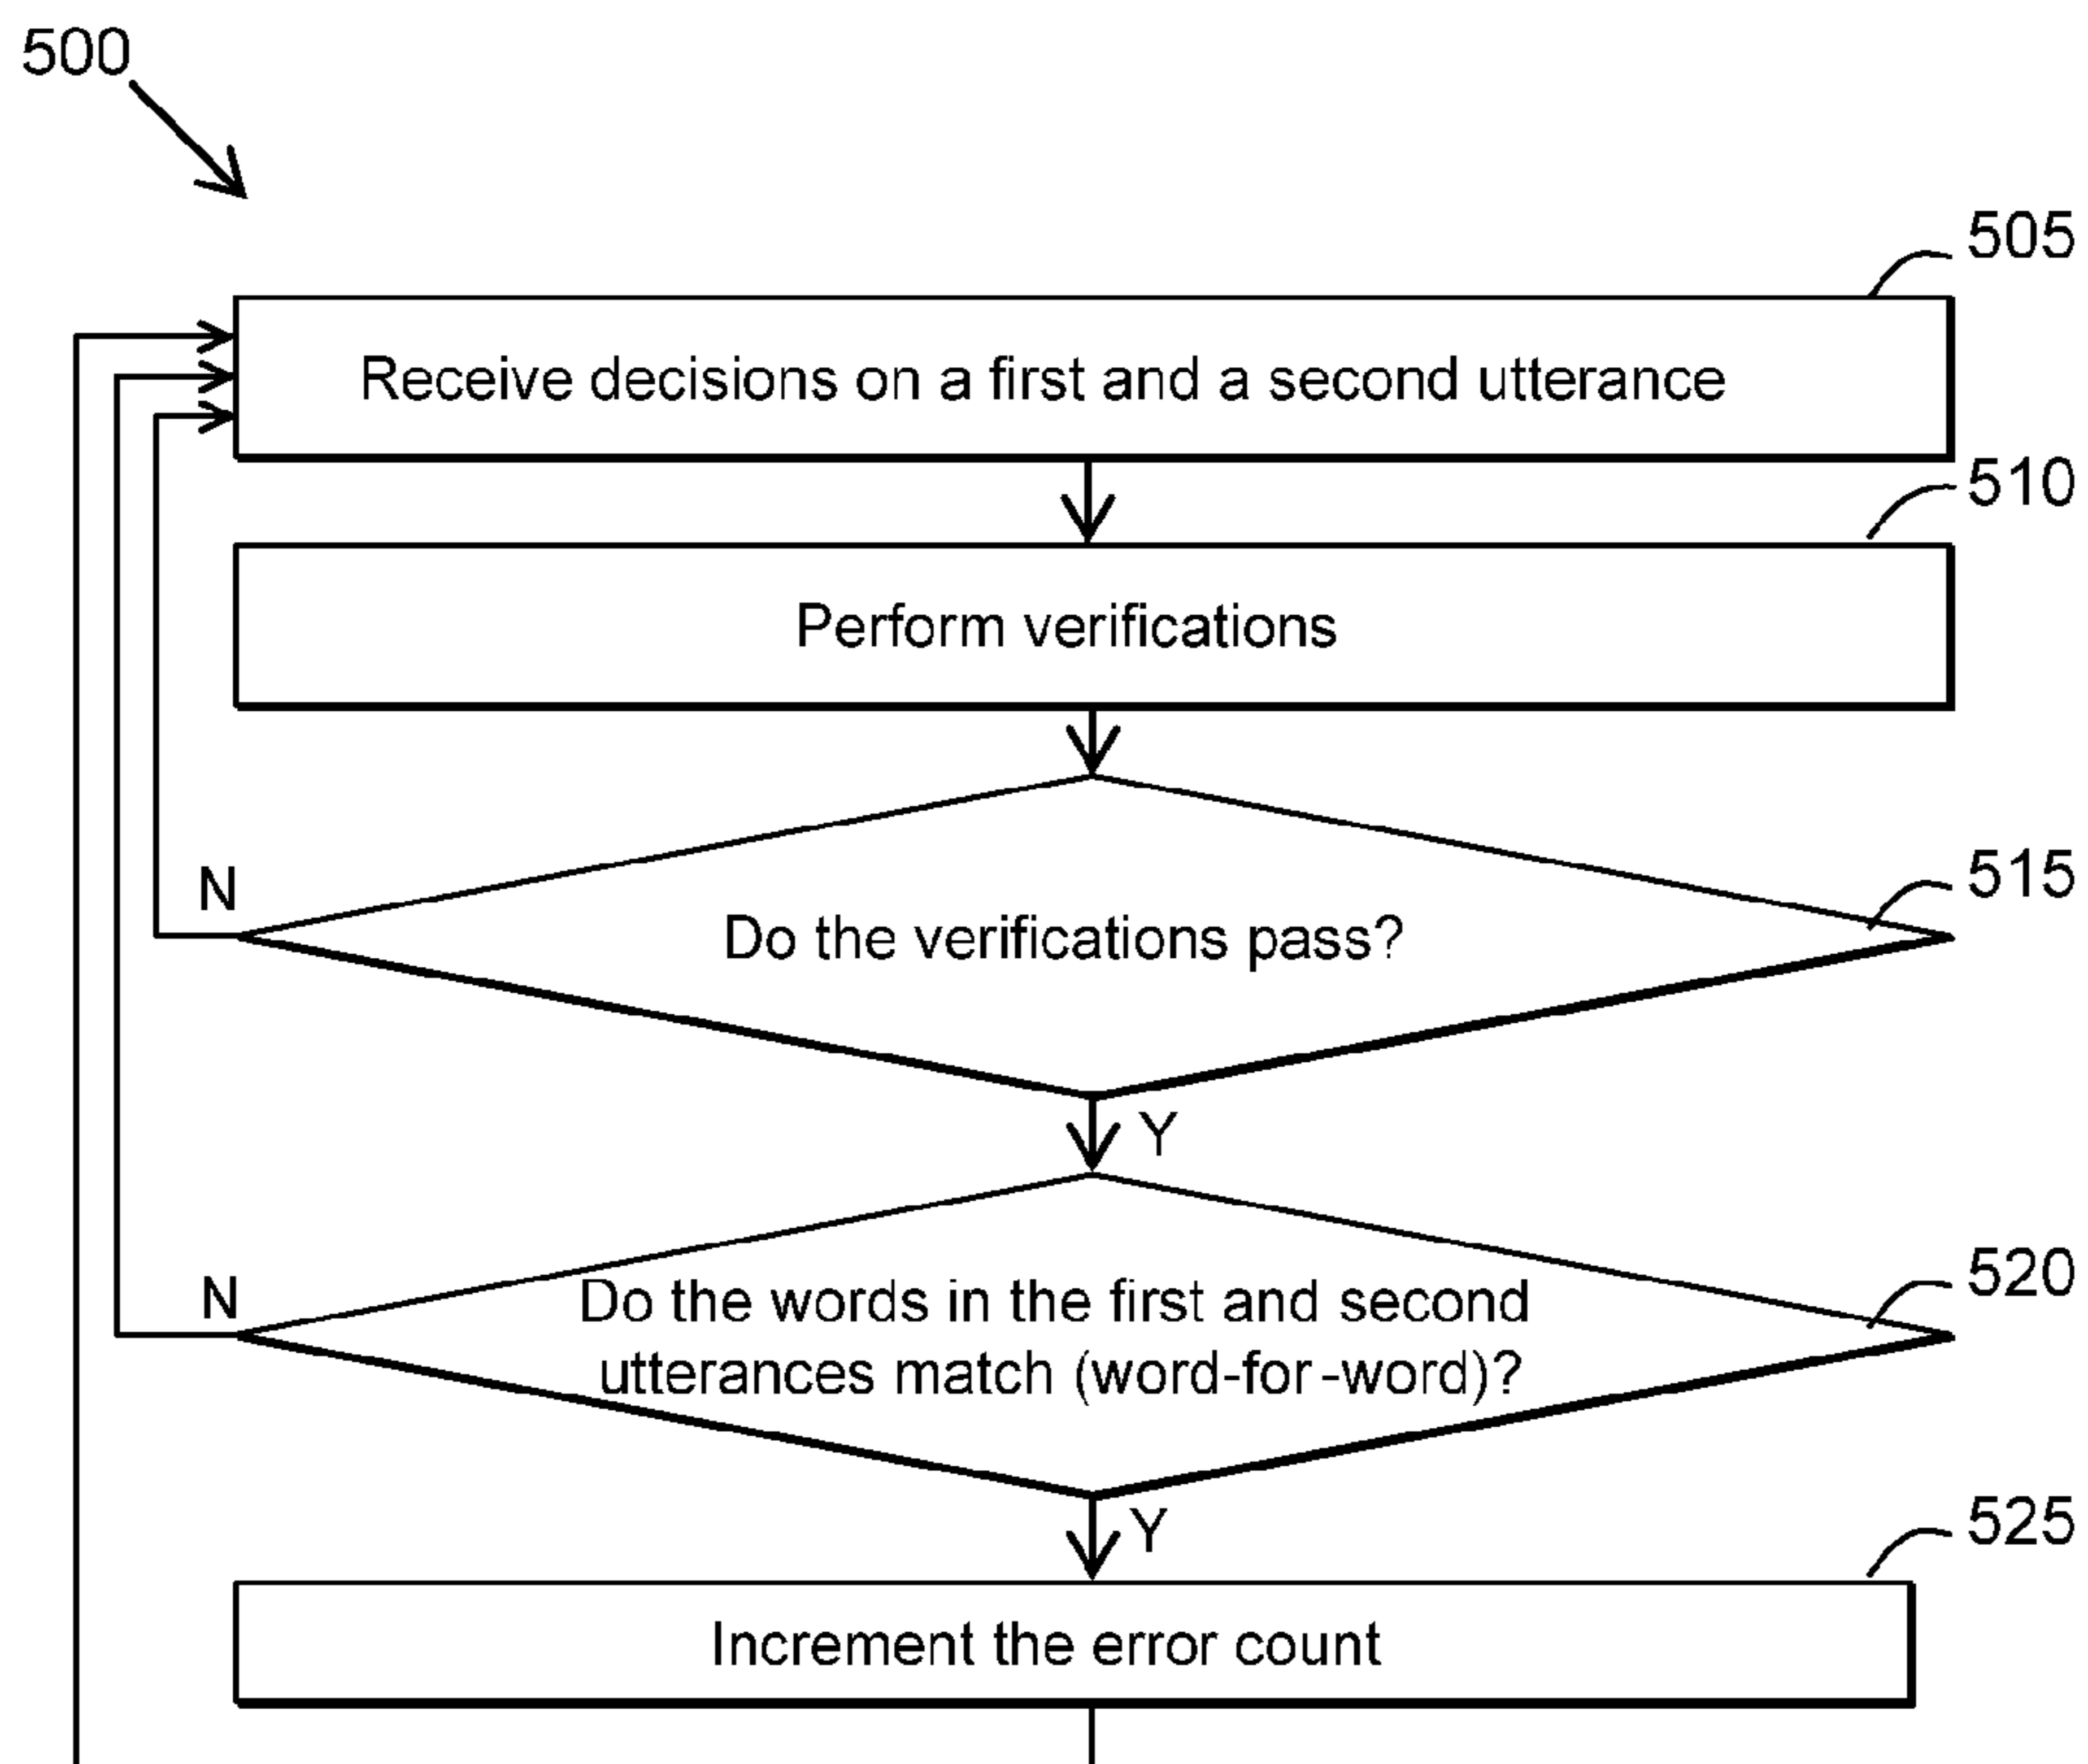 500
505
Receive decisions on a first and a second utterance
510
Perform verifications
515
N
Do the verifications pass?
Y
520
N
Do the words in the first and second
utterances match (word-for-word)?
Y
525
Increment the error count